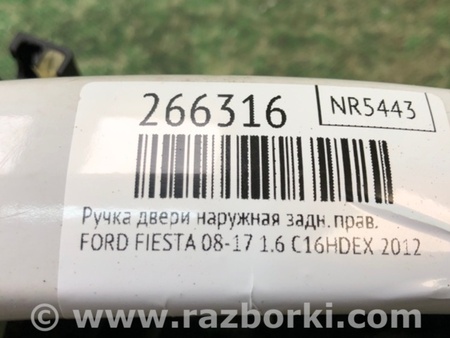 266316
NR5443
Ручка двери наружная задн. прав.
FORD FIESTA 08-17 1.6 C16HDEX 2012
www.razborki.com